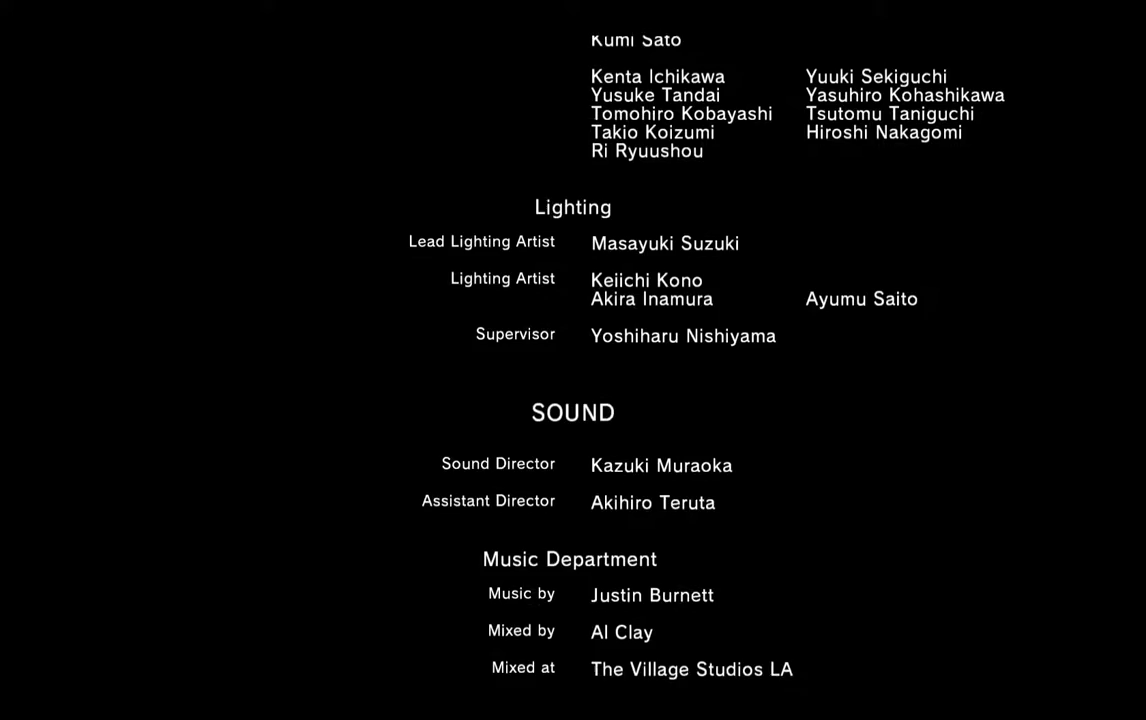 Kumi Sato
Kenta Ichikawa Yuuki Sekiguchi
Yusuke Tandai Yasuhiro Kohashikawa
Tomohiro Kobayashi Tsutomu Taniguchi
Takio Koizumi Hiroshi Nakagomi
Ri Ryuushou
Lighting
Lead Lighting Artist Masayuki Suzuki
Lighting Artist Keiichi Kono
Akira Inamura Ayumu Saito
Supervisor Yoshiharu Nishiyama
SOUND
Sound Director Kazuki Muraoka
Assistant Director Akihiro Teruta
Music Department
Music by Justin Burnett
Mixed by Al Clay
Mixed at The Village Studios LA